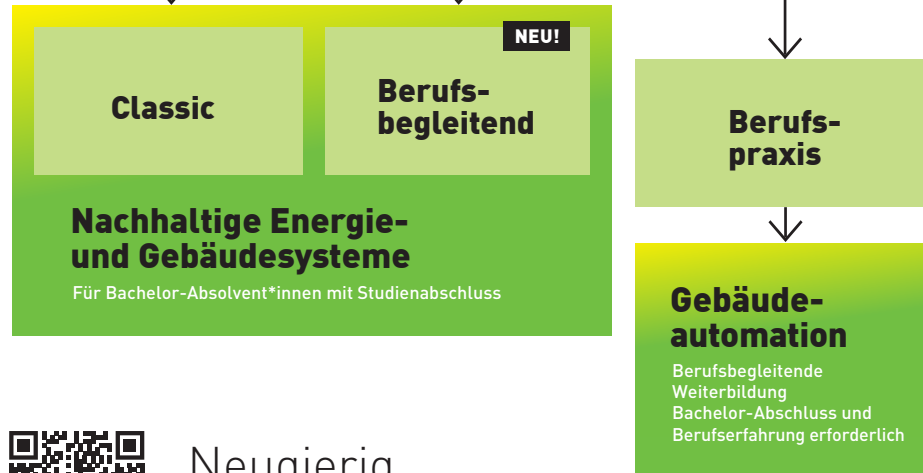 NEU!
Classic
Berufs-
begleitend
Nachhaltige Energie-
und Gebäudesysteme
Für Bachelor-Absolvent*innen mit Studienabschluss
Berufs-
praxis
Gebäude-
automation
Berufsbegleitende
Weiterbildung
Bachelor-Abschluss und
Berufserfahrung erforderlich
Neugierig